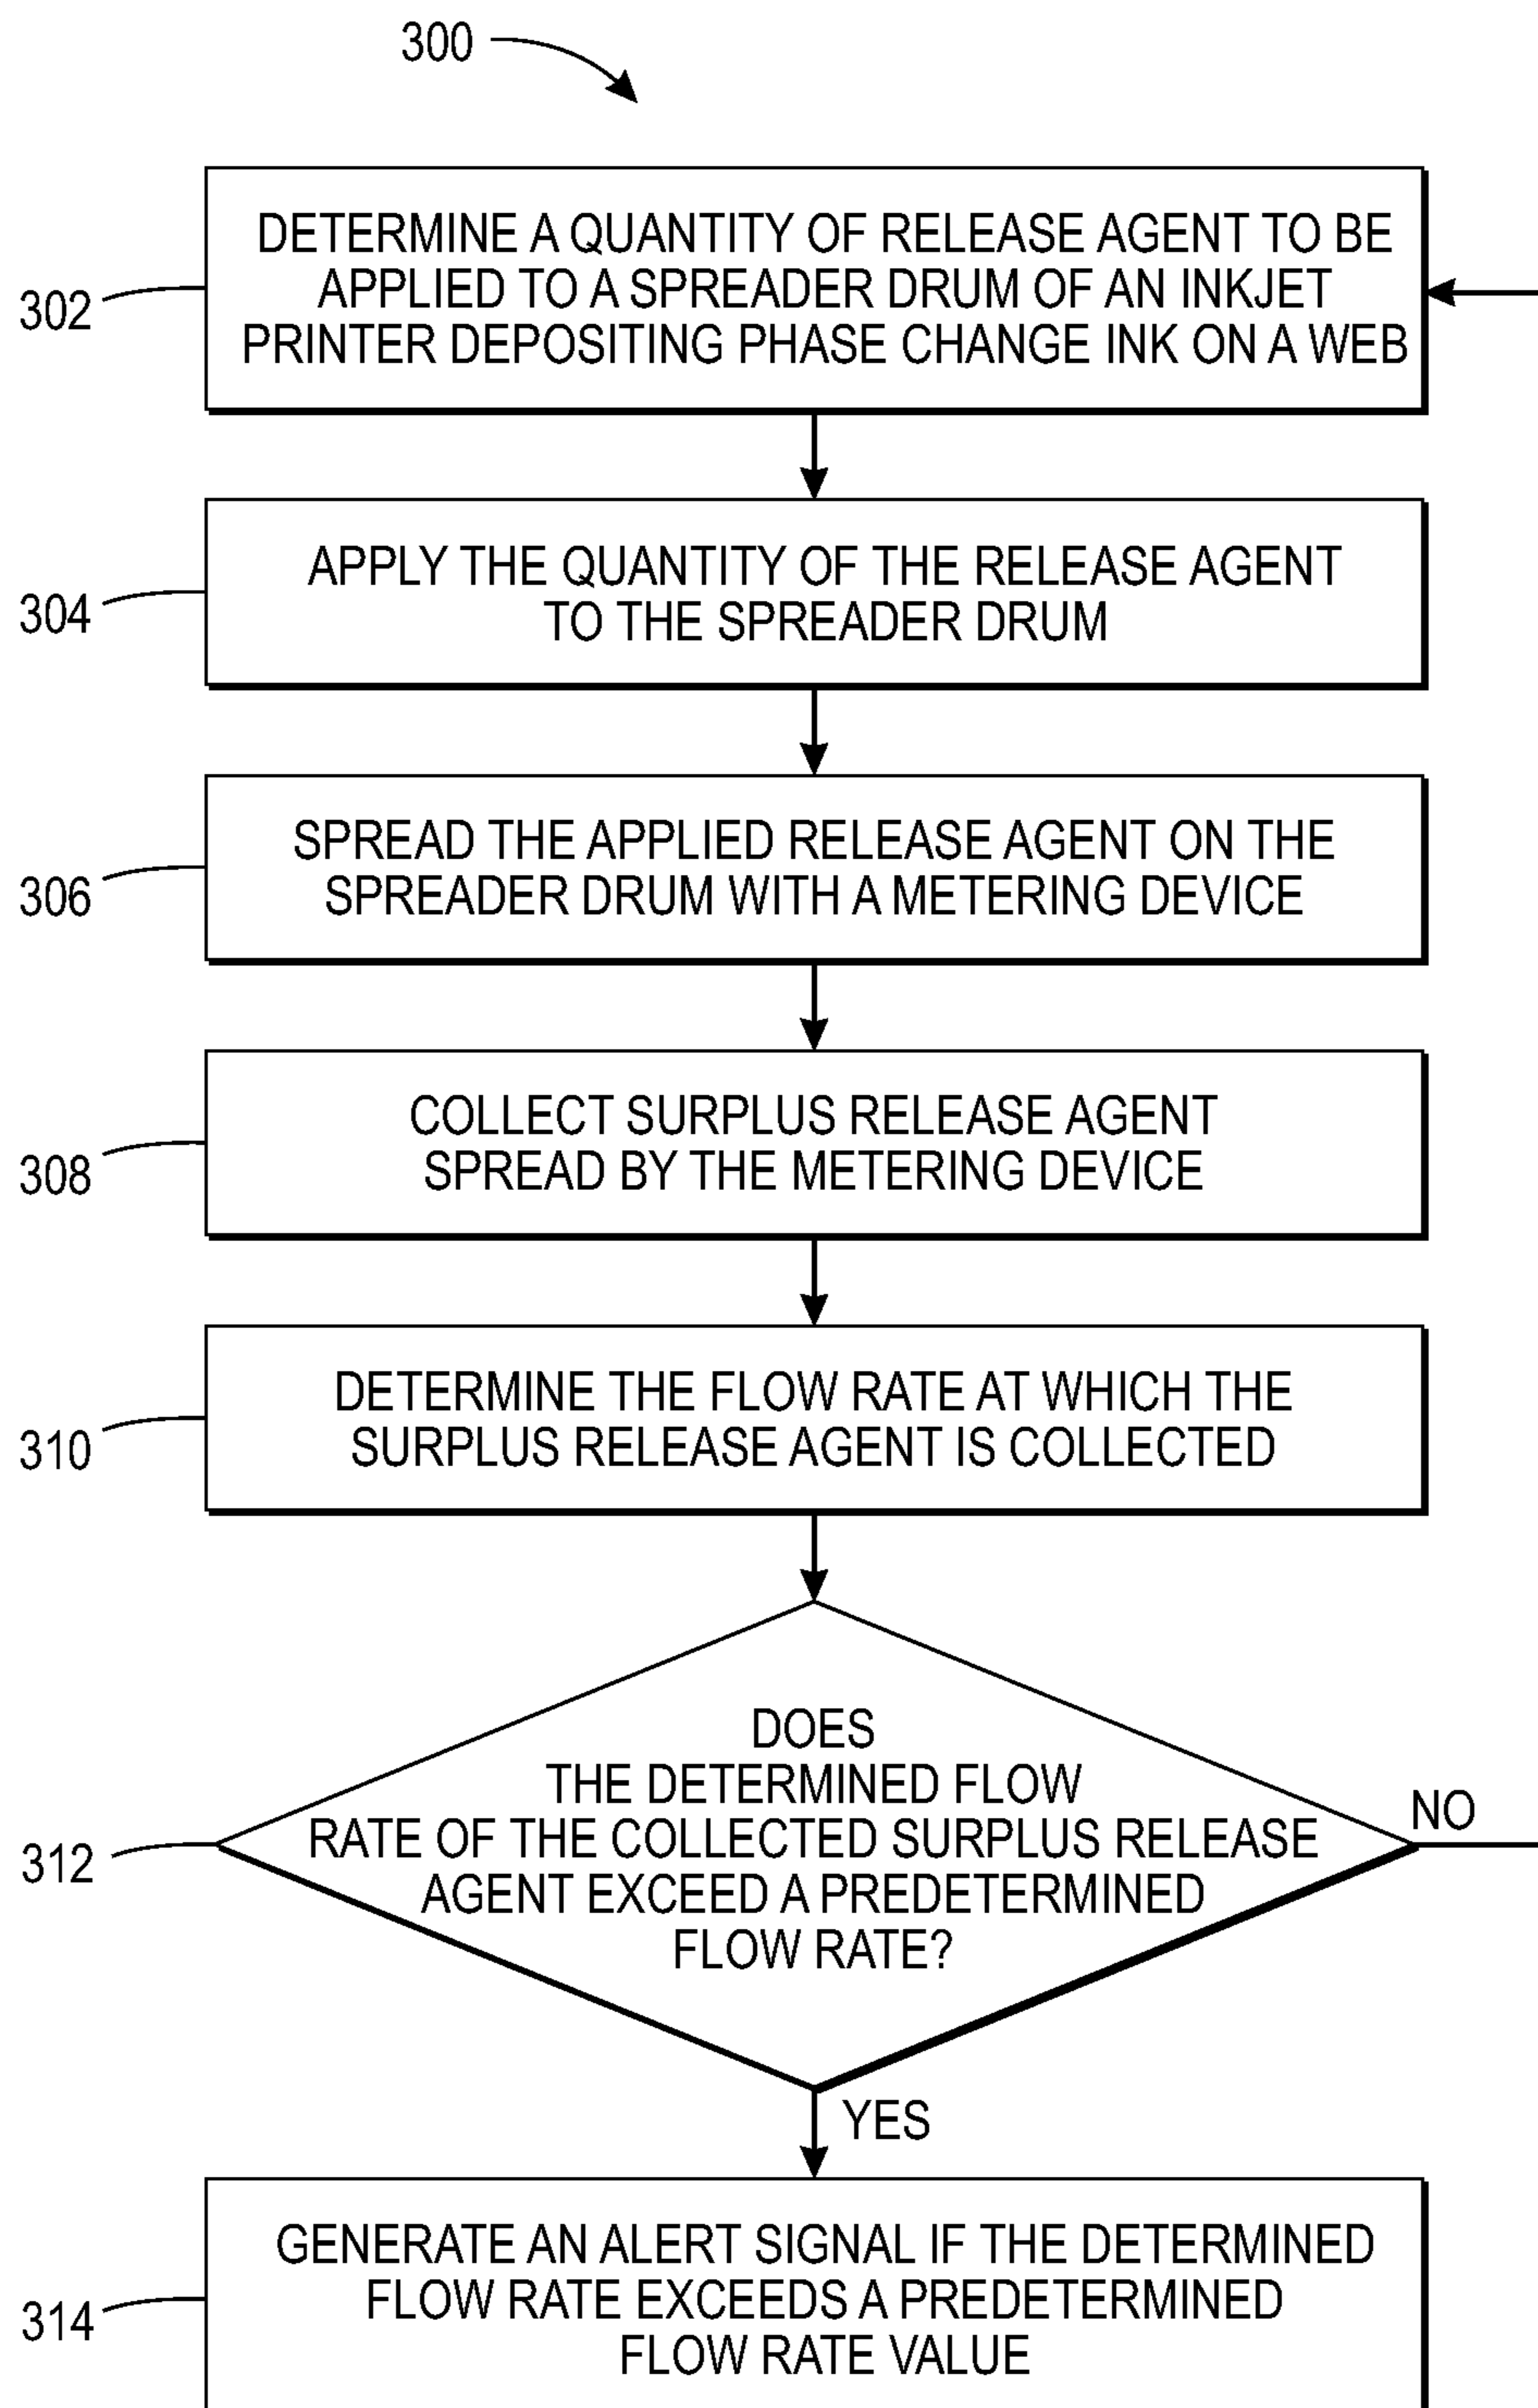 300
302
DETERMINE A QUANTITY OF RELEASE AGENT TO BE
APPLIED TO A SPREADER DRUM OF AN INKJET
PRINTER DEPOSITING PHASE CHANGE INK ON A WEB
304
APPLY THE QUANTITY OF THE RELEASE AGENT
TO THE SPREADER DRUM
306
SPREAD THE APPLIED RELEASE AGENT ON THE
SPREADER DRUM WITH A METERING DEVICE
308
COLLECT SURPLUS RELEASE AGENT
SPREAD BY THE METERING DEVICE
310
DETERMINE THE FLOW RATE AT WHICH THE
SURPLUS RELEASE AGENT IS COLLECTED
312
DOES
THE DETERMINED FLOW
RATE OF THE COLLECTED SURPLUS RELEASE
AGENT EXCEED A PREDETERMINED
FLOW RATE?
NO
YES
314
GENERATE AN ALERT SIGNAL IF THE DETERMINED
FLOW RATE EXCEEDS A PREDETERMINED
FLOW RATE VALUE